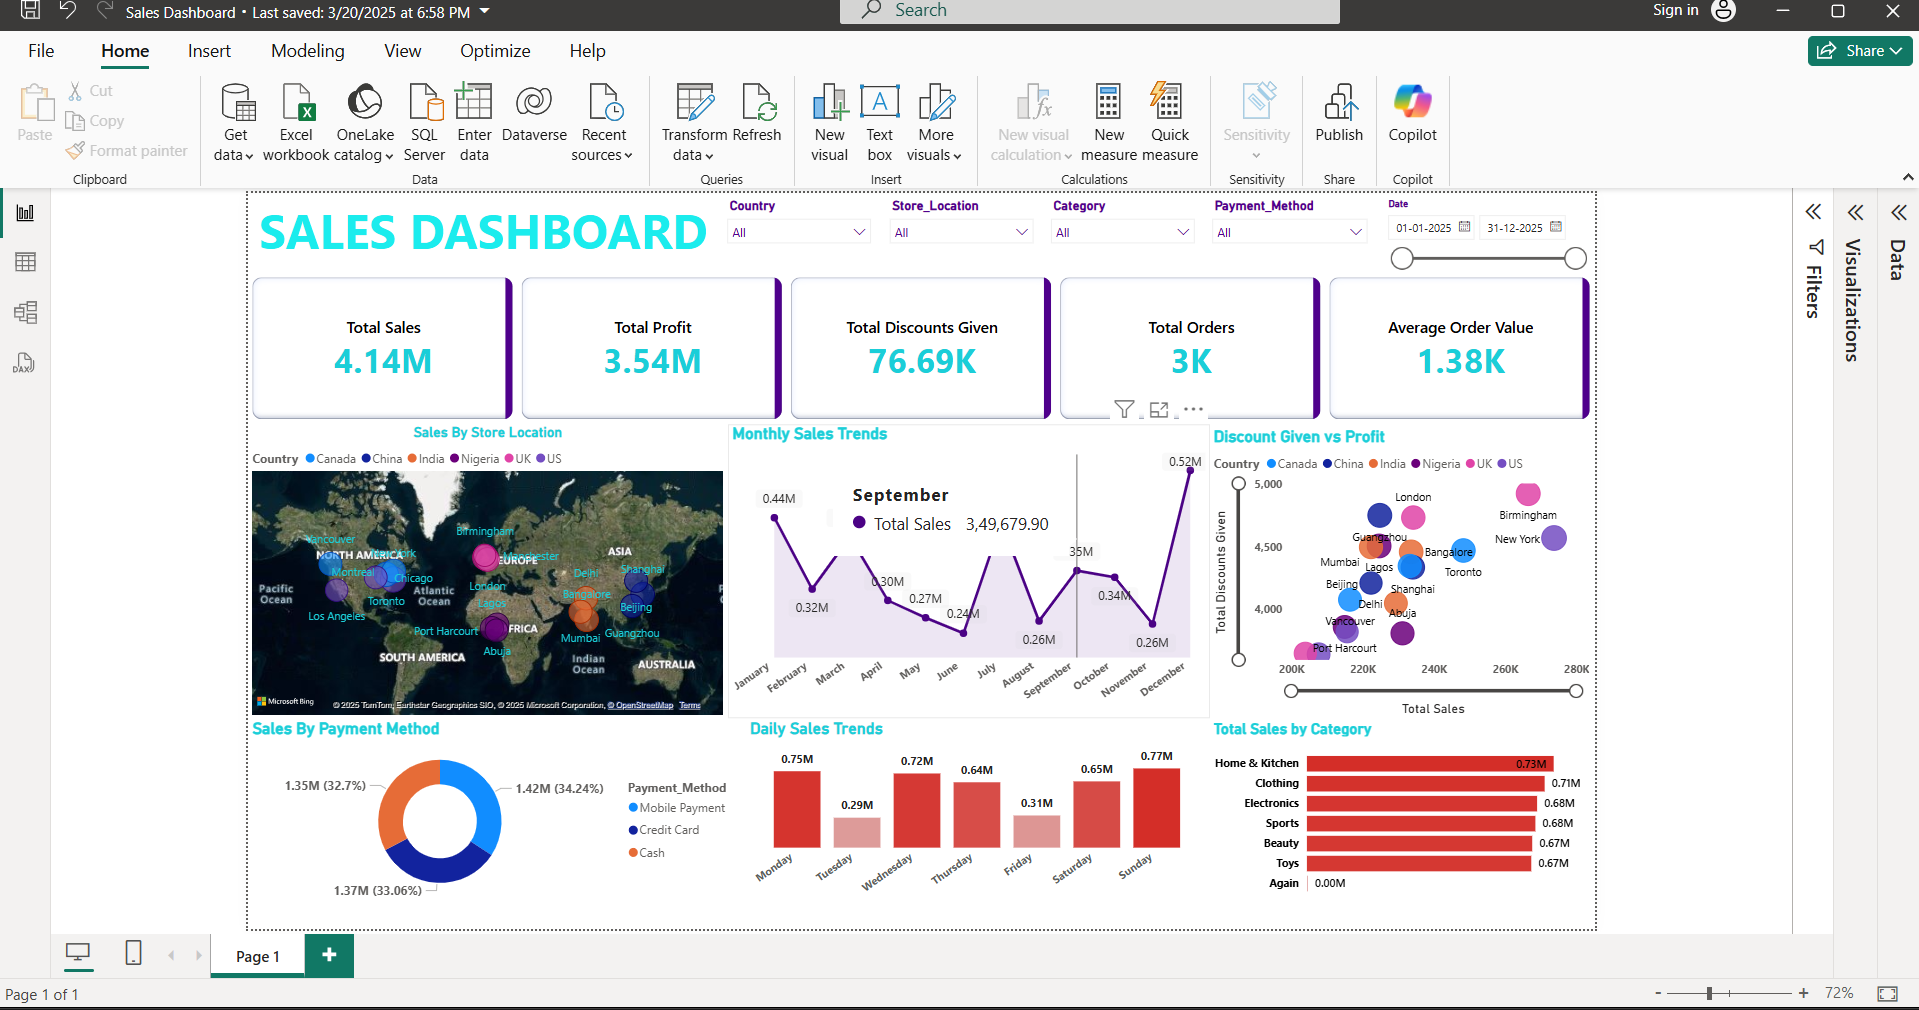 Sales Dashboard • Last saved: 3/20/2025 at 6:58 PM
Search
Sign in
File
Home
Insert
Modeling
View
Optimize
Help
Share
Paste
Cut
Copy
Format painter
Clipboard
Get data
Excel workbook
OneLake catalog
SQL Server
Enter data
Dataverse
Recent sources
Data
Transform data
Refresh
Queries
New visual
Text box
More visuals
Insert
New visual calculation
New measure
Quick measure
Calculations
Sensitivity
Sensitivity
Publish
Share
Copilot
Copilot
DAX
SALES DASHBOARD
Country
All
Store_Location
All
Category
All
Payment_Method
All
Date
01-01-2025
31-12-2025
Filters
Visualizations
Data
Total Sales
4.14M
Total Profit
3.54M
Total Discounts Given
76.69K
Total Orders
3K
Average Order Value
1.38K
Sales By Store Location
Country Canada China India Nigeria UK US
NORTH AMERICA
EUROPE
ASIA
Pacific Ocean
Atlantic Ocean
SOUTH AMERICA
Indian Ocean
AUSTRALIA
Vancouver
Montreal
Chicago
Toronto
Los Angeles
Birmingham
Manchester
London
Lagos
Port Harcourt
Abuja
Delhi
Bangalore
Mumbai
Shanghai
Beijing
Guangzhou
Microsoft Bing
© 2025 TomTom, Earthstar Geographics SIO, © 2025 Microsoft Corporation, © OpenStreetMap Terms
Monthly Sales Trends
0.44M
0.32M
0.30M
0.27M
0.24M
0.26M
35M
0.34M
0.26M
0.52M
September
Total Sales 3,49,679.90
January
February
March
April
May
June
July
August
September
October
November
December
Discount Given vs Profit
Country Canada China India Nigeria UK US
Total Discounts Given
5,000
4,500
4,000
London
Birmingham
New York
Guangzhou
Bangalore
Mumbai
Lagos
Toronto
Beijing
Shanghai
Delhi
Abuja
Vancouver
Port Harcourt
200K
220K
240K
260K
280K
Total Sales
Sales By Payment Method
1.35M (32.7%)
1.42M (34.24%)
1.37M (33.06%)
Payment_Method
Mobile Payment
Credit Card
Cash
Daily Sales Trends
0.75M
0.29M
0.72M
0.64M
0.31M
0.65M
0.77M
Monday
Tuesday
Wednesday
Thursday
Friday
Saturday
Sunday
Total Sales by Category
Home & Kitchen 0.73M
Clothing 0.71M
Electronics 0.68M
Sports 0.68M
Beauty 0.67M
Toys 0.67M
Again 0.00M
Page 1
Page 1 of 1
72%